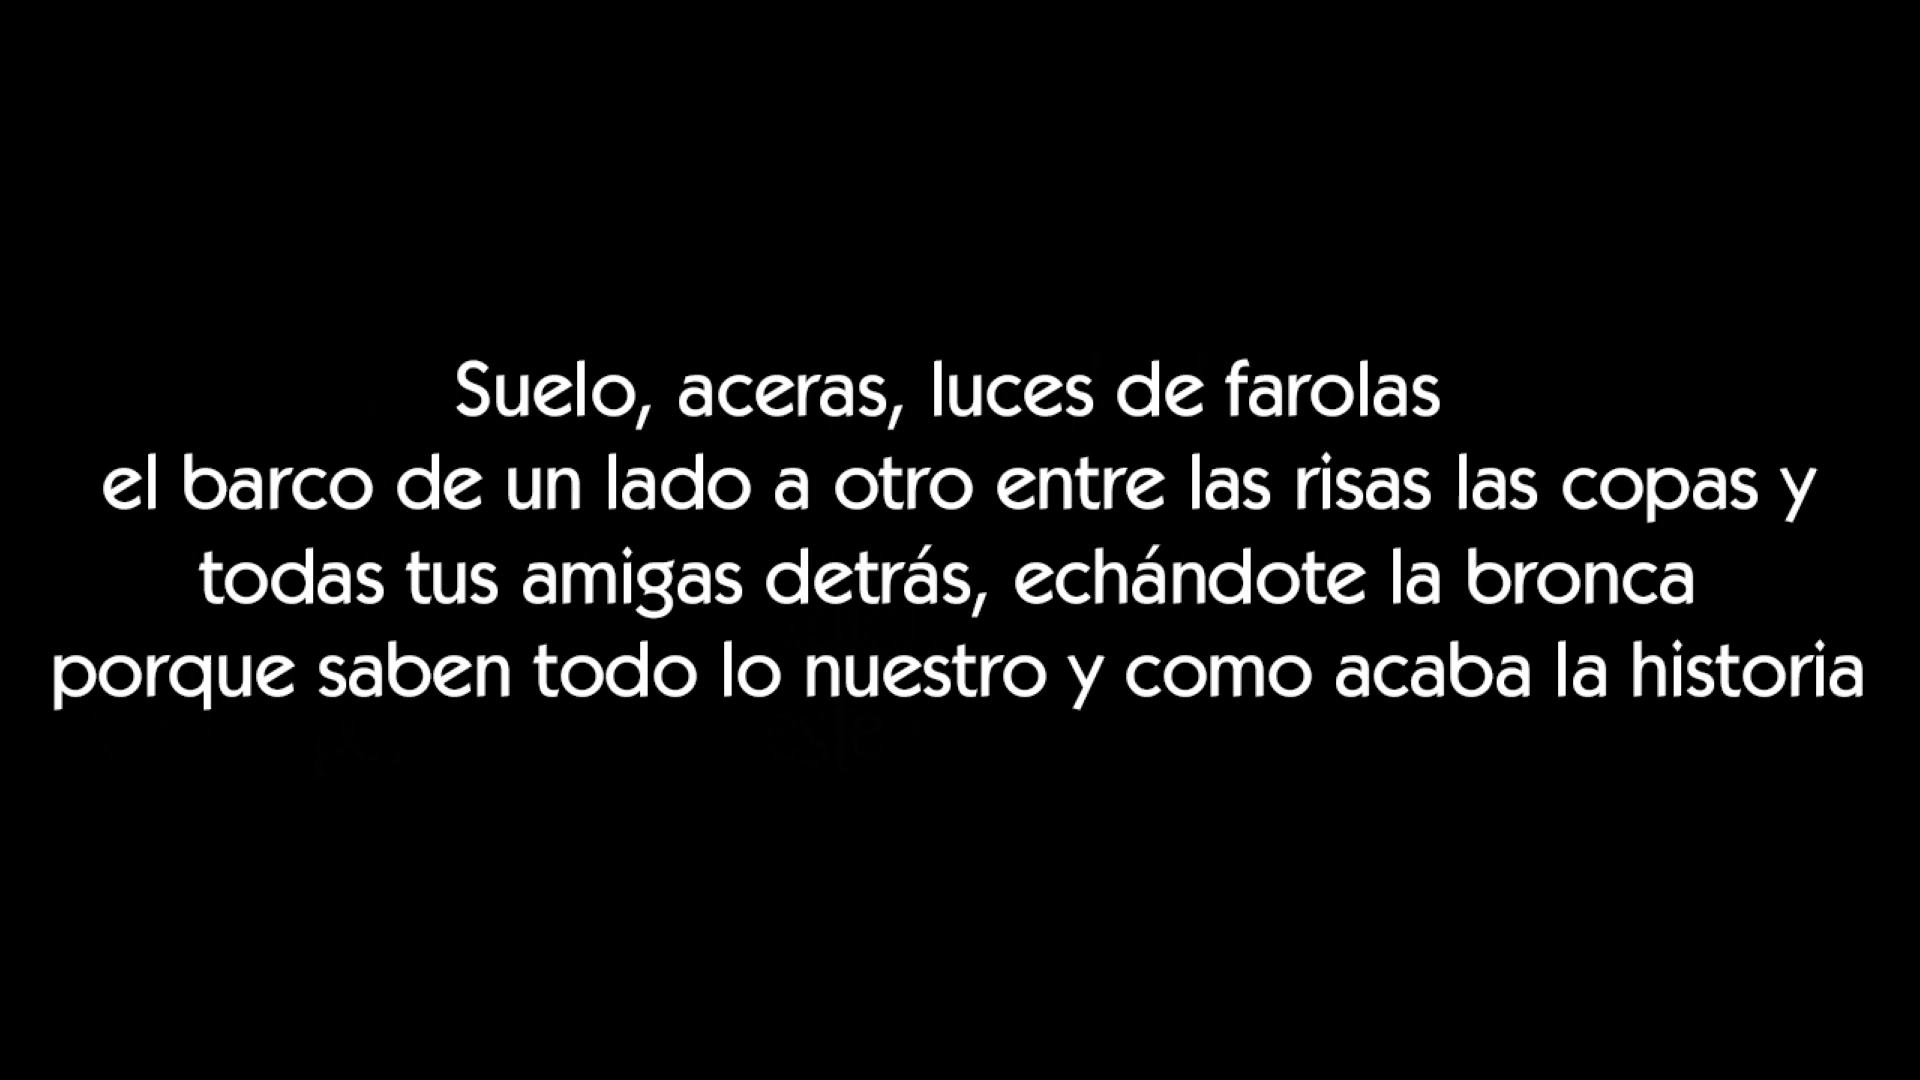 Suelo, aceras, luces de farolas
el barco de un lado a otro entre las risas las copas y
todas tus amigas detrás, echándote la bronca
porque saben todo lo nuestro y como acaba la historia